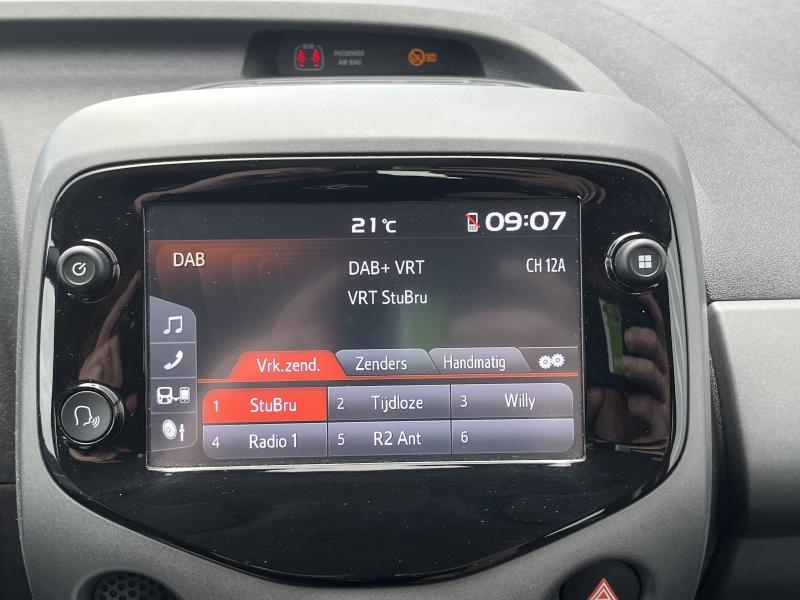 REAR
PASSENGER
AIR BAG
21°C
09:07
DAB
DAB+ VRT
CH 12A
VRT StuBru
Vrk.zend.
Zenders
Handmatig
1 StuBru
2 Tijdloze
3 Willy
4 Radio 1
5 R2 Ant
6